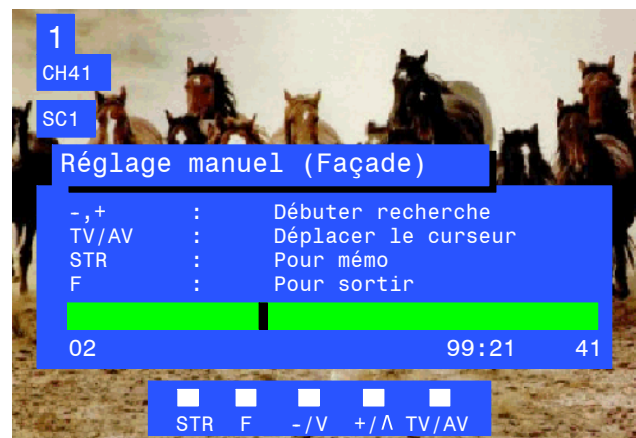 1
CH41
SC1
Réglage manuel (Façade)
-,+ : Débuter recherche
TV/AV : Déplacer le curseur
STR : Pour mémo
F : Pour sortir
02 99:21 41
STR F -/V +/Λ TV/AV